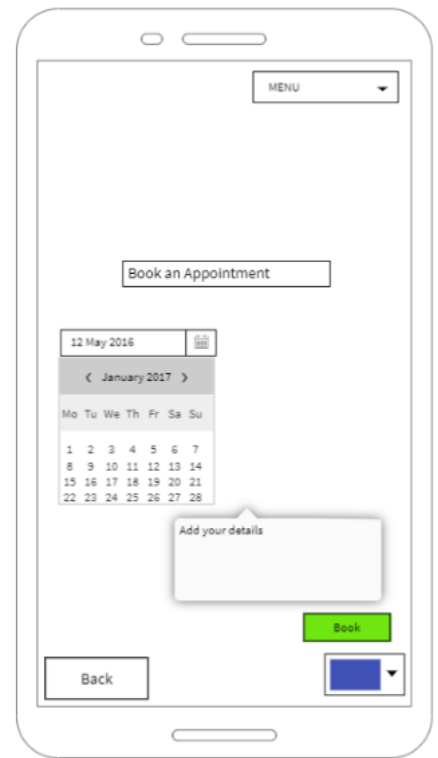 MENU
Book an Appointment
12 May 2016
‹ January 2017 ›
Mo Tu We Th Fr Sa Su
1 2 3 4 5 6 7
8 9 10 11 12 13 14
15 16 17 18 19 20 21
22 23 24 25 26 27 28
Add your details
Book
Back